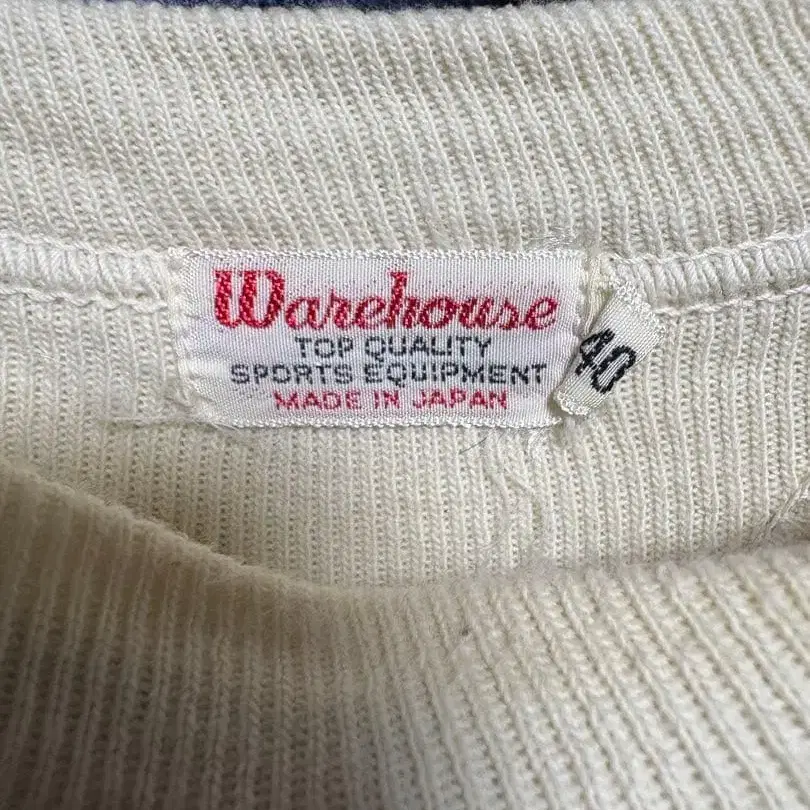 Warehouse
TOP QUALITY
SPORTS EQUIPMENT
MADE IN JAPAN
40